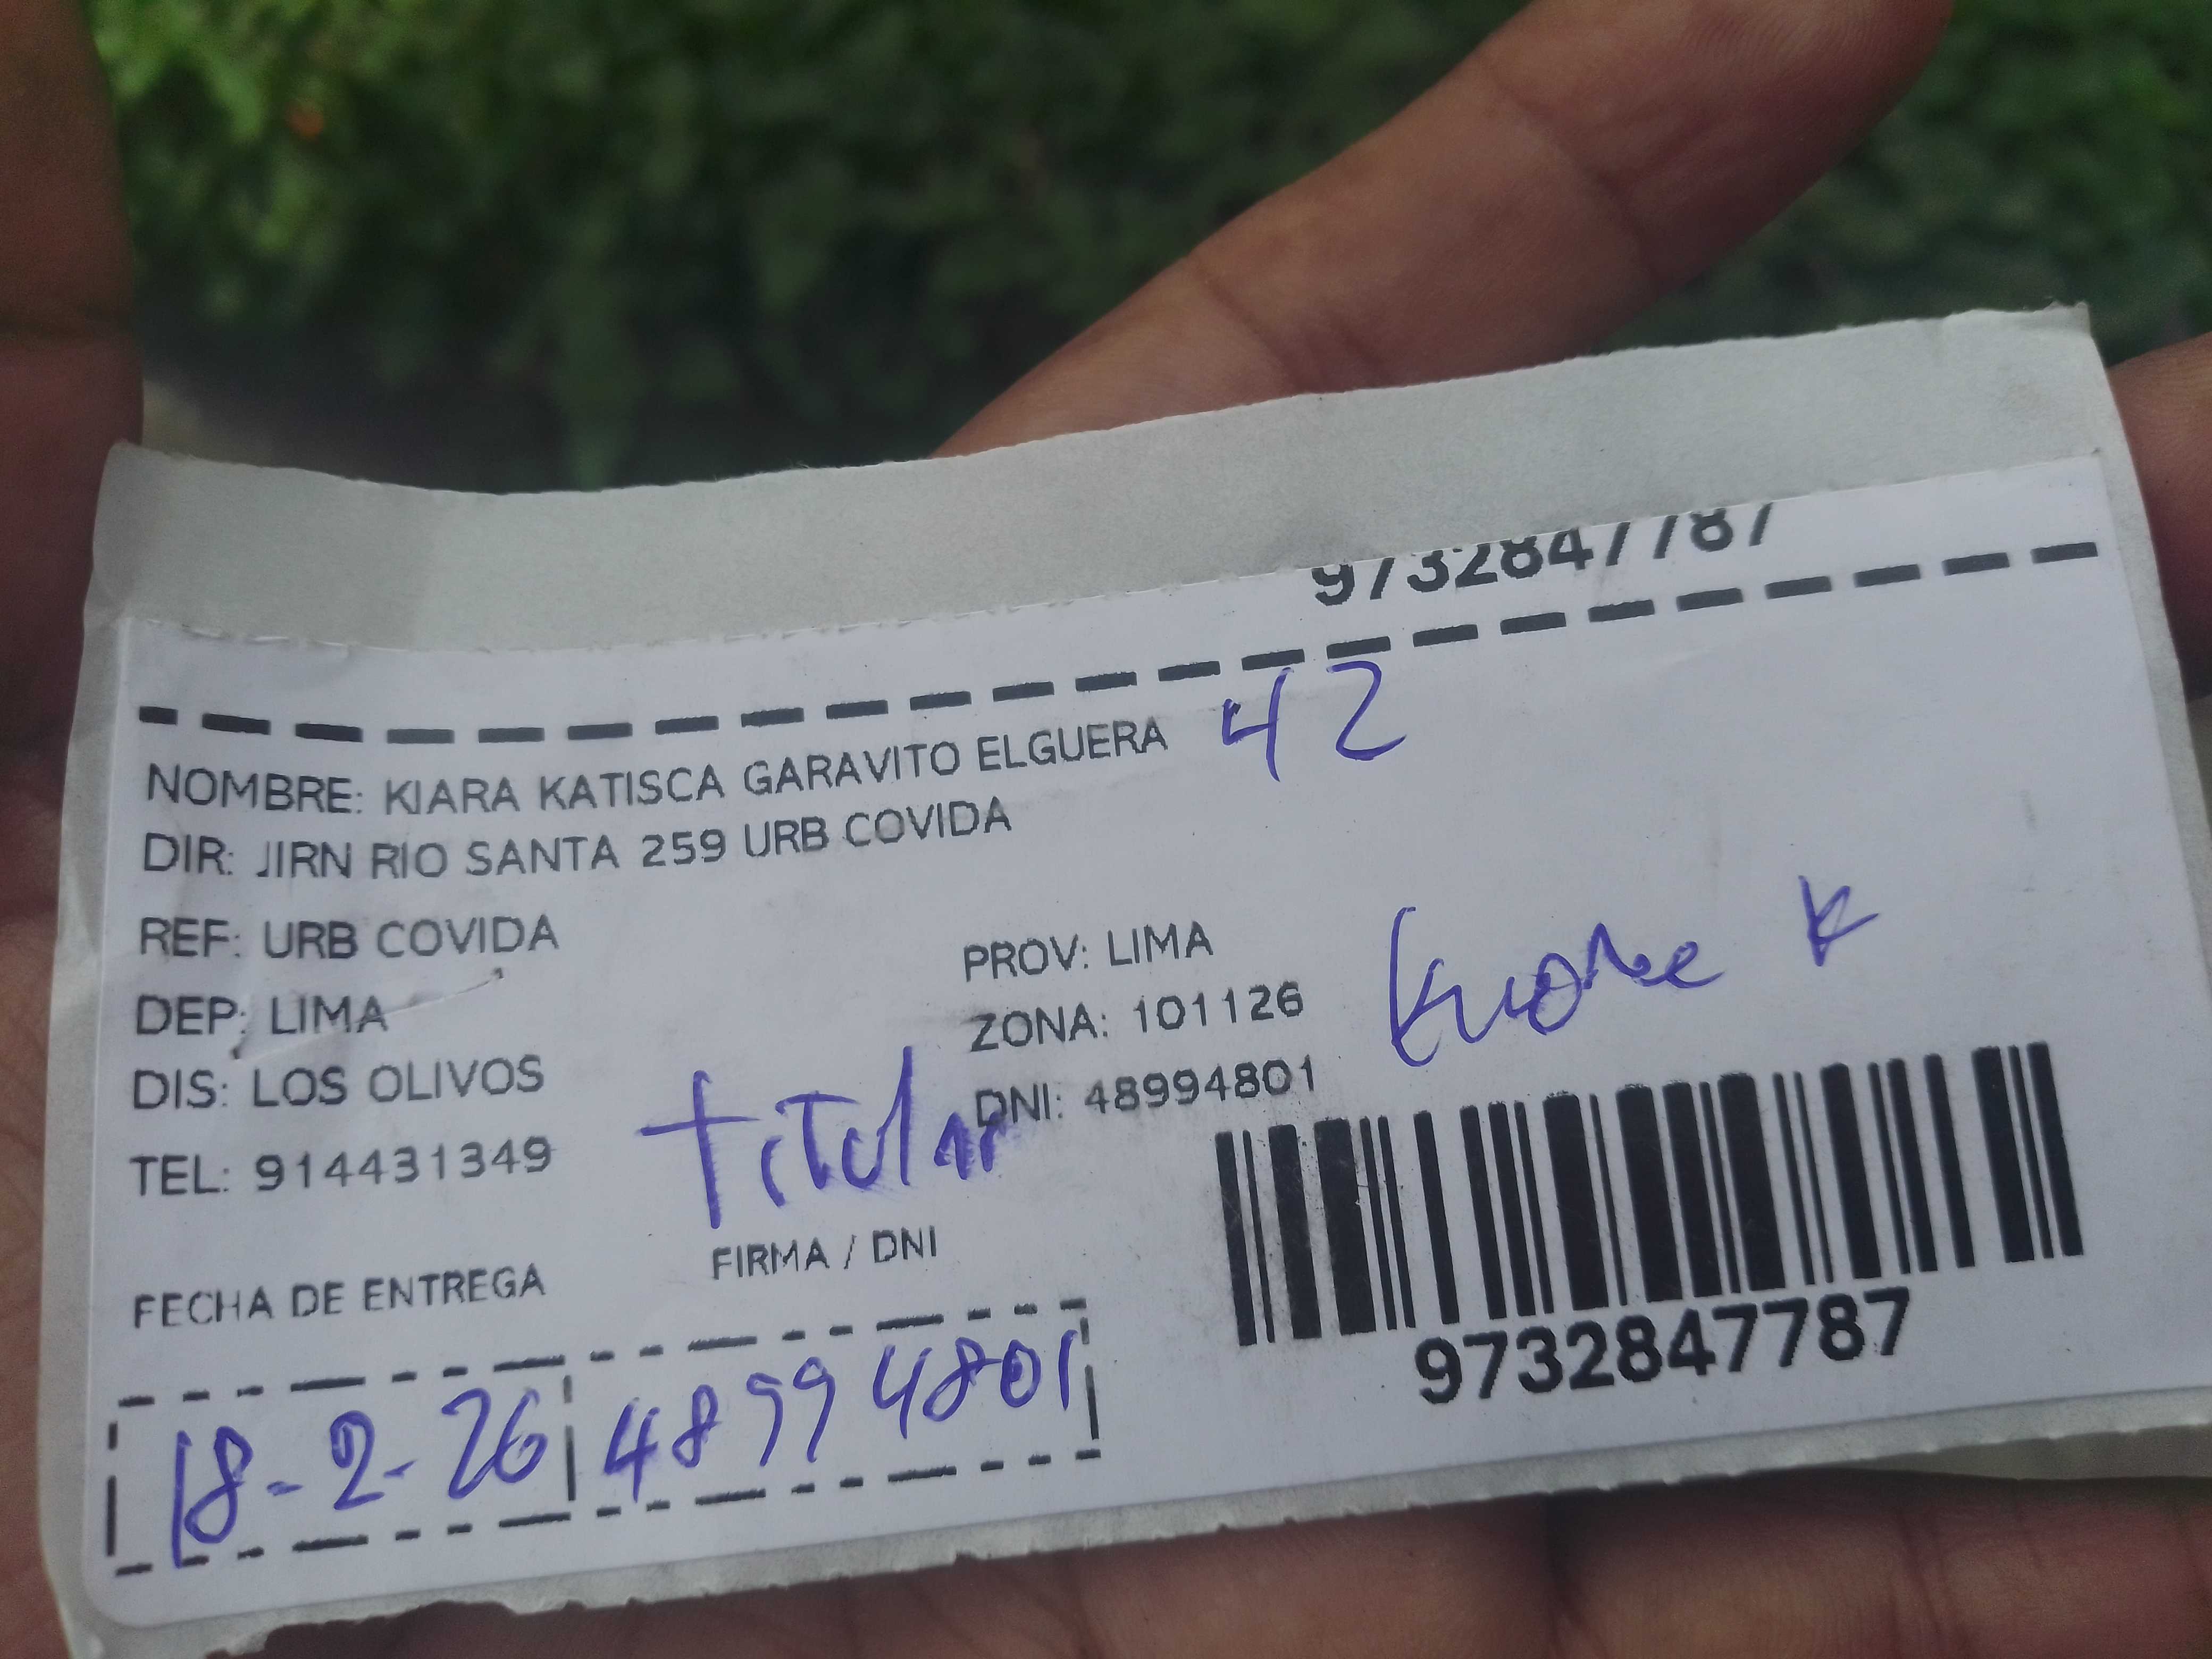 9732847787
42
NOMBRE: KIARA KATISCA GARAVITO ELGUERA
DIR: JIRN RIO SANTA 259 URB COVIDA
REF: URB COVIDA
PROV: LIMA
DEP: LIMA
ZONA: 101126
DIS: LOS OLIVOS
DNI: 48994801
TEL: 914431349
titular
FECHA DE ENTREGA
FIRMA / DNI
18-2-26
48994801
9732847787